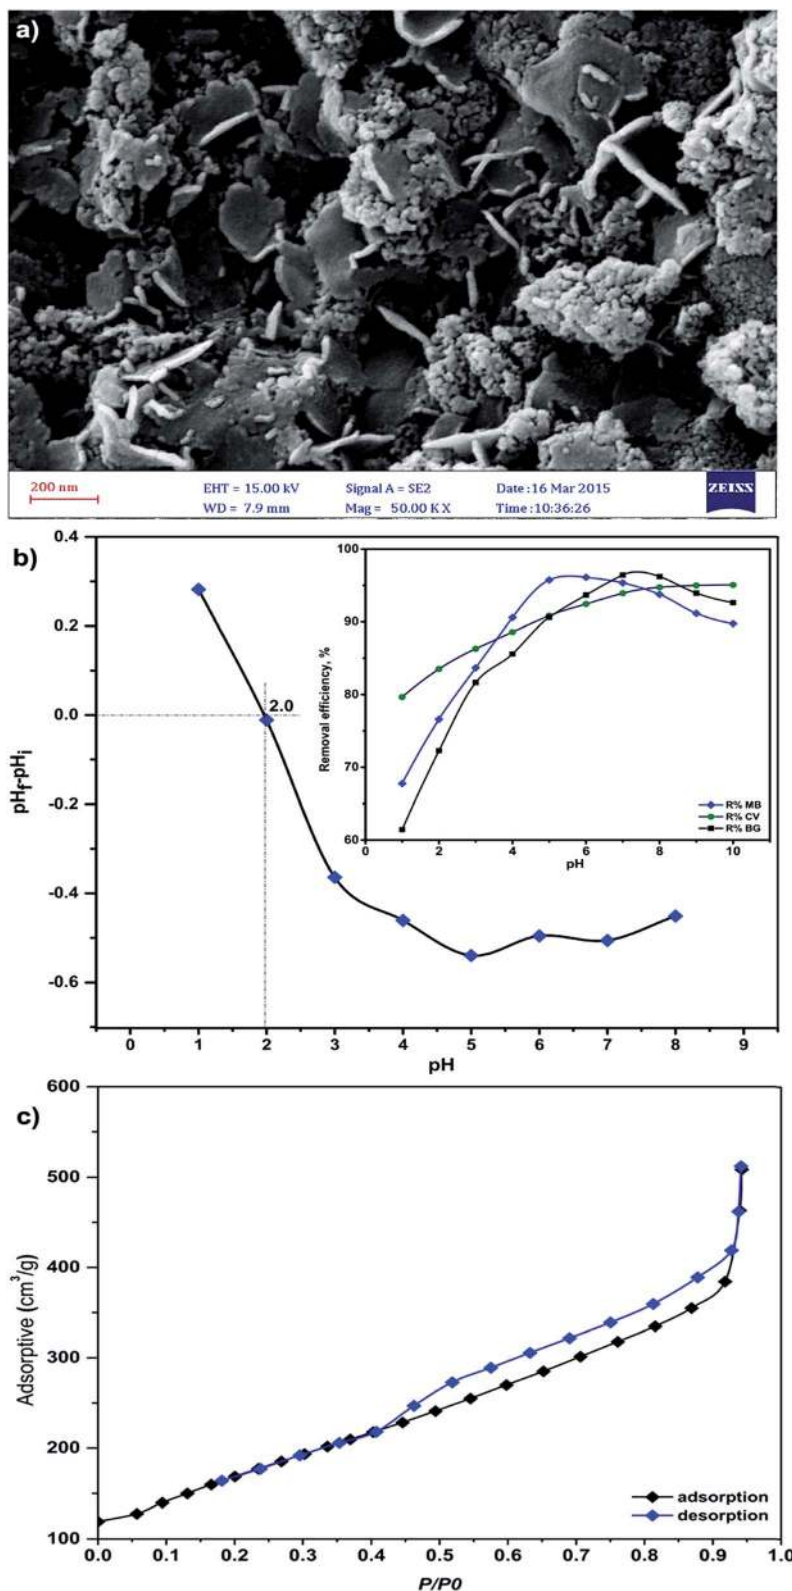 a)
200 nm
EHT = 15.00 kV Signal A = SE2 Date :16 Mar 2015 ZEISS
WD = 7.9 mm Mag = 50.00 K X Time :10:36:26
b)
0.4
0.2
0.0
-0.2
-0.4
-0.6
pHf-pHi
2.0
0 1 2 3 4 5 6 7 8 9
pH
100
90
80
70
60
Removal efficiency, %
R% MB
R% CV
R% BG
0 2 4 6 8 10
pH
c)
600
500
400
300
200
100
Adsorptive (cm³/g)
adsorption
desorption
0.0 0.1 0.2 0.3 0.4 0.5 0.6 0.7 0.8 0.9 1.0
P/P0